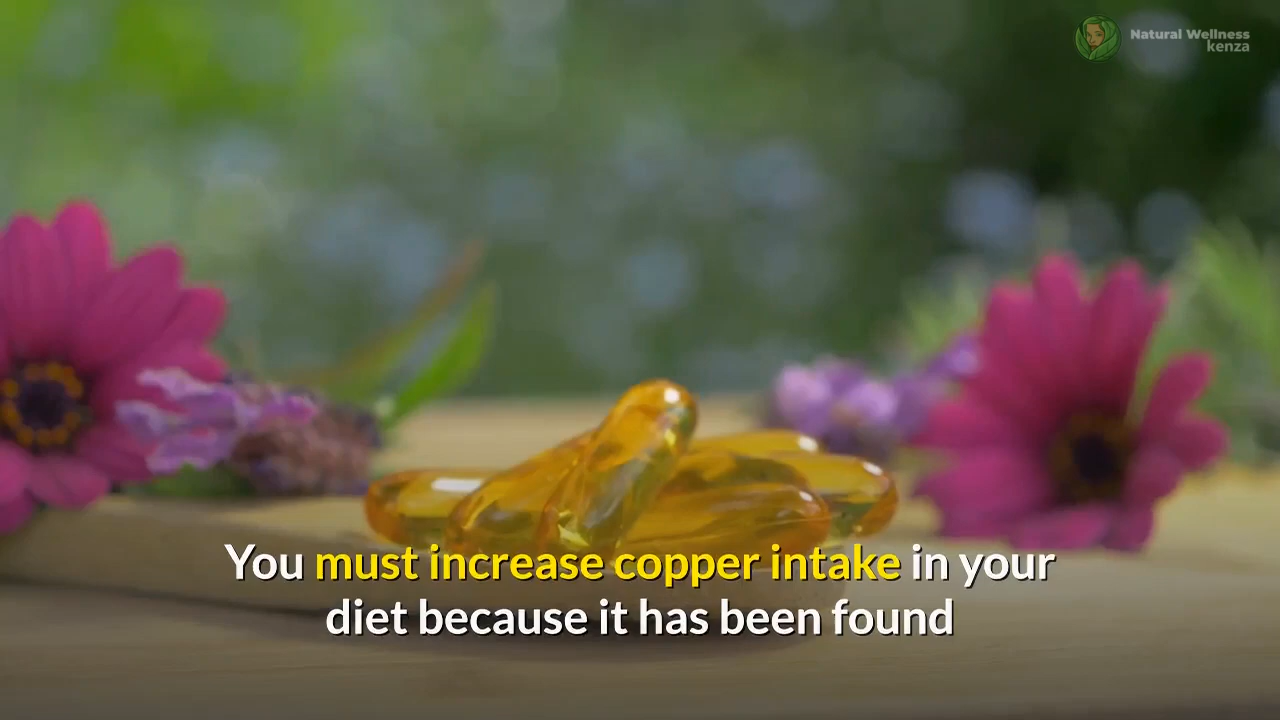 Natural Wellness
kenza
You must increase copper intake in your
diet because it has been found